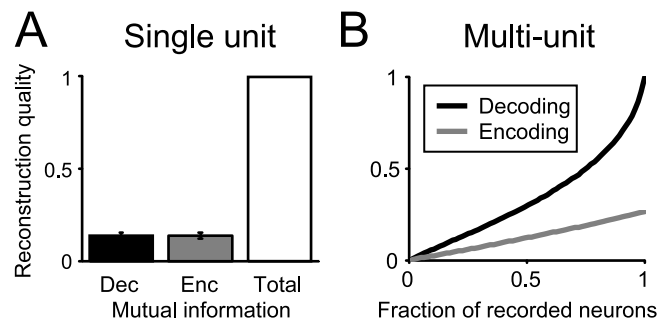 A
Single unit
Reconstruction quality
1
0.5
0
Dec Enc Total
Mutual information
B
Multi-unit
1
0.5
0
Decoding
Encoding
0 0.5 1
Fraction of recorded neurons